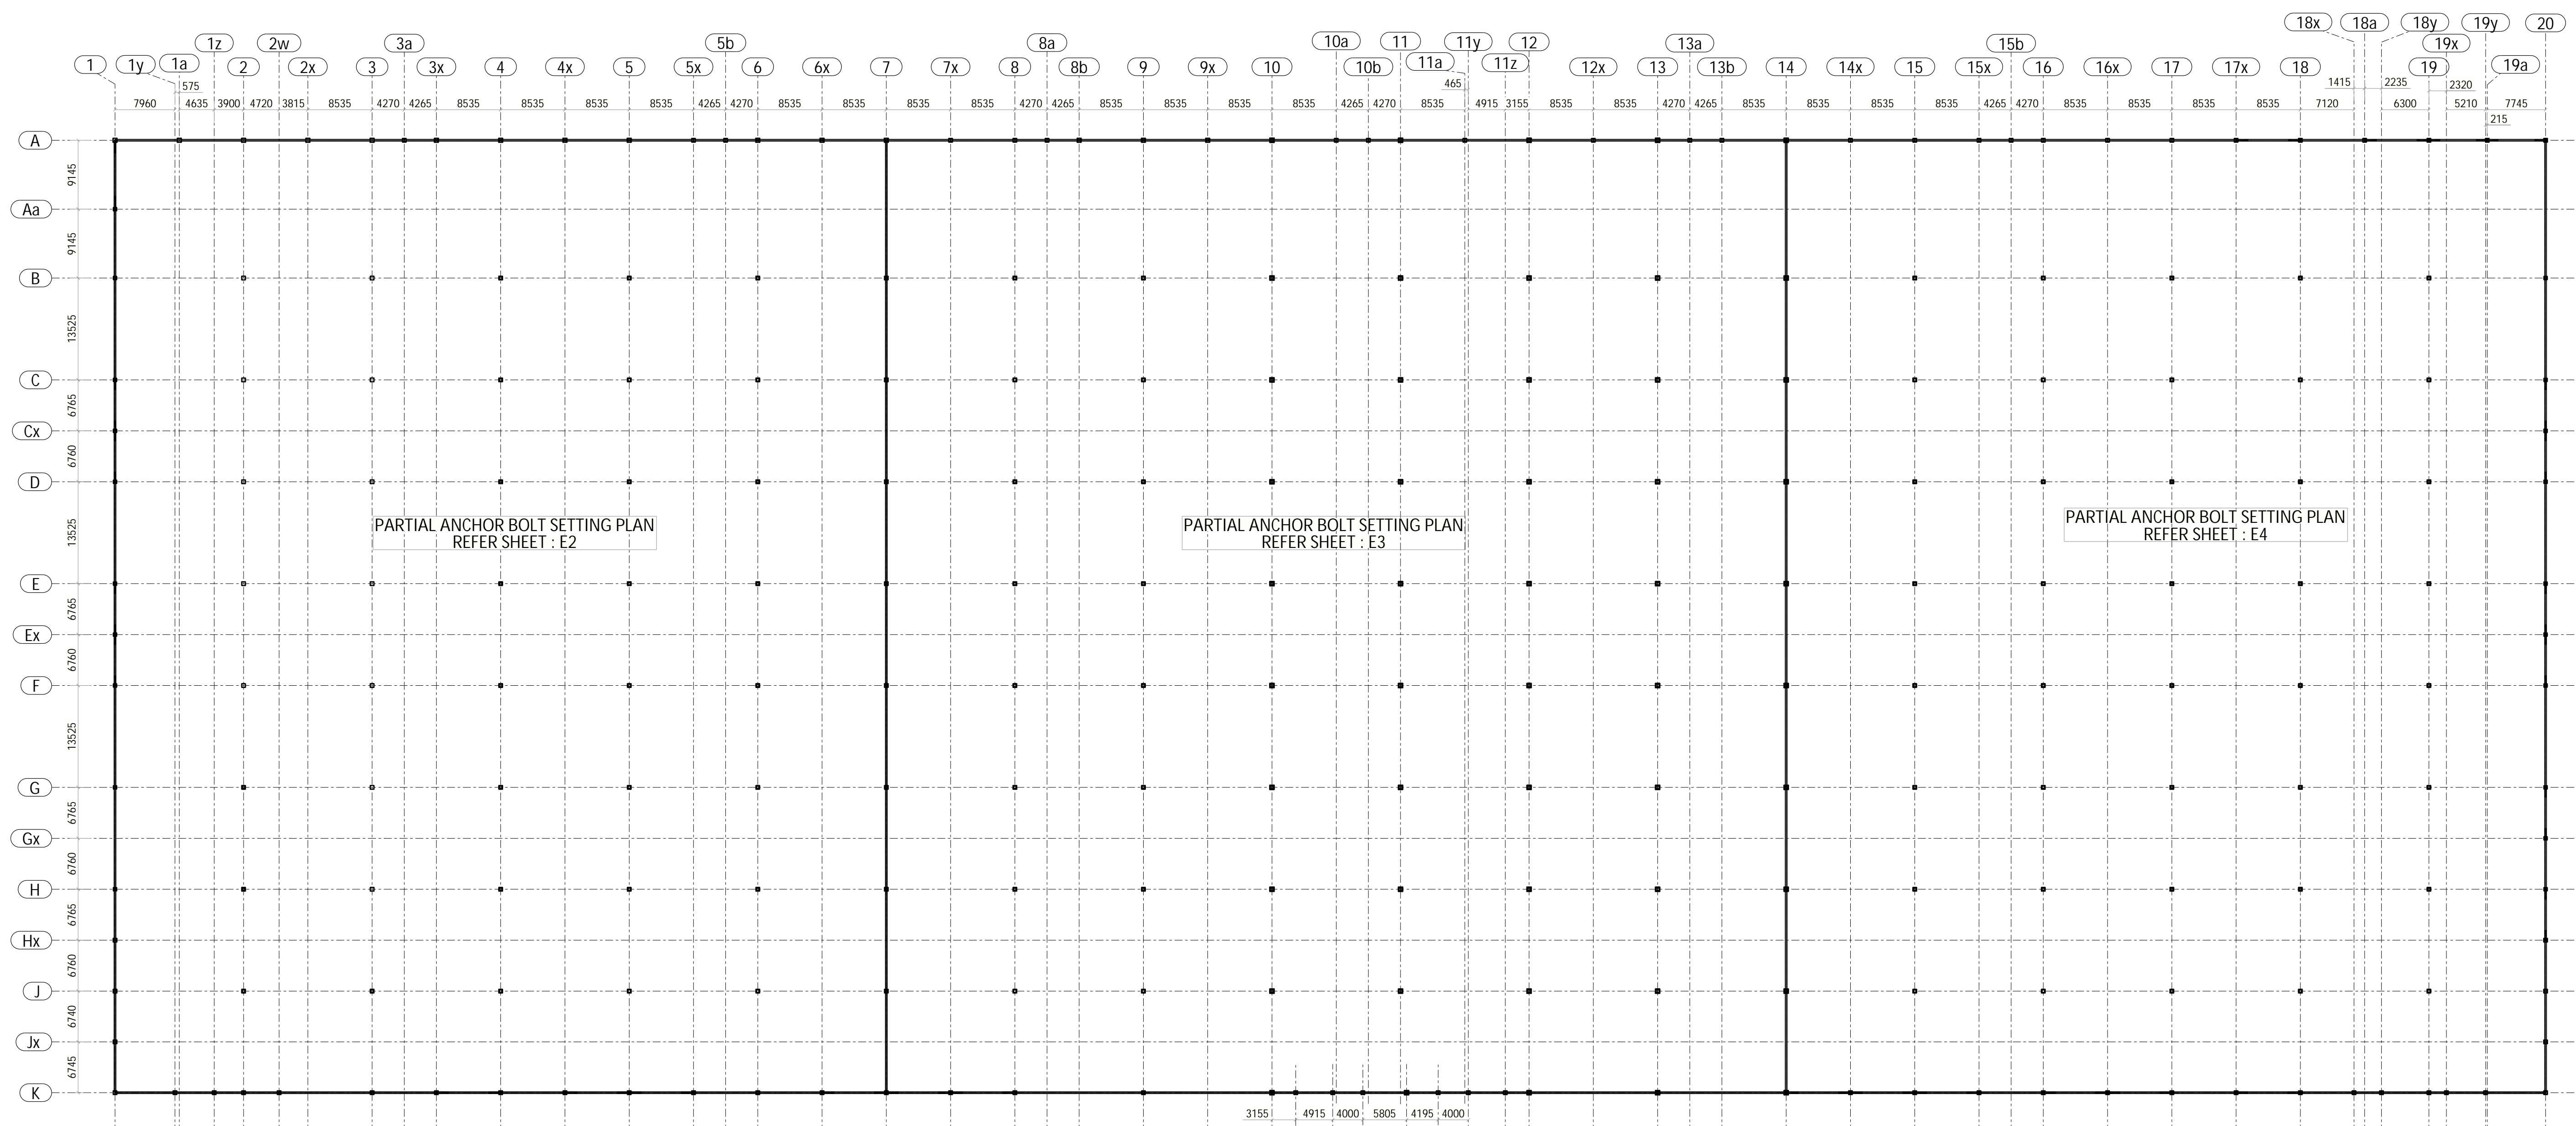 18x 18a 18y 19y 20
1z 2w 3a 5b 8a 10a 11 11y 12 13a 15b 19x
1 1y 1a 2 2x 3 3x 4 4x 5 5x 6 6x 7 7x 8 8b 9 9x 10 10b 11a 11z 12x 13 13b 14 14x 15 15x 16 16x 17 17x 18 19 19a
575 465 1415 2235 2320
7960 4635 3900 4720 3815 8535 4270 4265 8535 8535 8535 8535 4265 4270 8535 8535 8535 8535 4270 4265 8535 8535 8535 8535 4265 4270 8535 4915 3155 8535 8535 4270 4265 8535 8535 8535 8535 4265 4270 8535 8535 8535 8535 7120 6300 5210 7745
215
A
9145
Aa
9145
B
13525
C
6765
Cx
6760
D
13525
PARTIAL ANCHOR BOLT SETTING PLAN
REFER SHEET : E2
PARTIAL ANCHOR BOLT SETTING PLAN
REFER SHEET : E3
PARTIAL ANCHOR BOLT SETTING PLAN
REFER SHEET : E4
E
6765
Ex
6760
F
13525
G
6765
Gx
6760
H
6765
Hx
6760
J
6740
Jx
6745
K
3155 4915 4000 5805 4195 4000